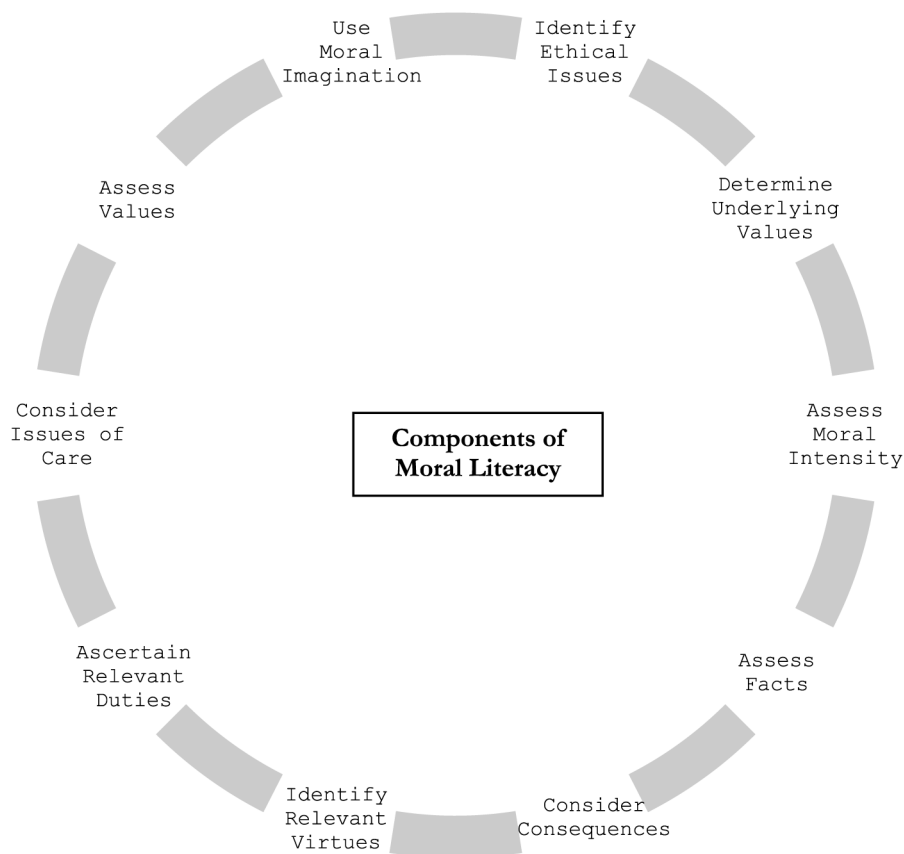 Use
Moral
Imagination
Identify
Ethical
Issues
Determine
Underlying
Values
Assess
Moral
Intensity
Assess
Facts
Consider
Consequences
Identify
Relevant
Virtues
Ascertain
Relevant
Duties
Consider
Issues of
Care
Assess
Values
Components of
Moral Literacy